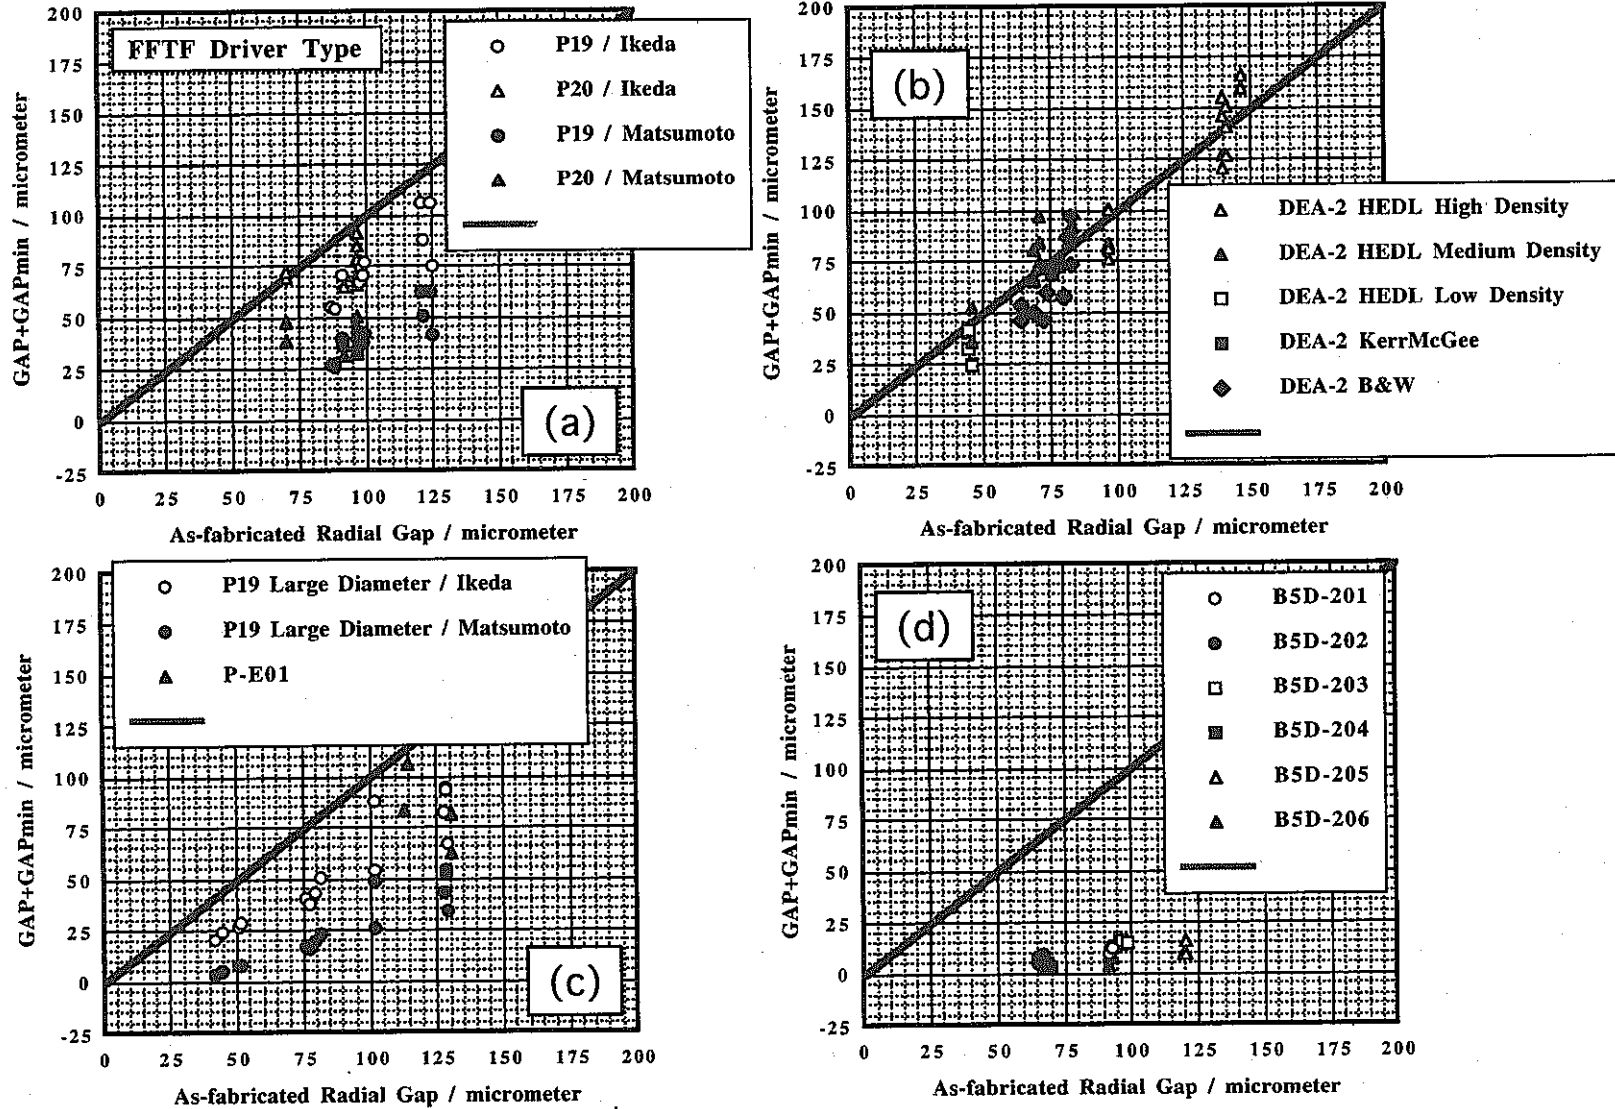 200
175
150
125
100
75
50
25
0
-25
GAP+GAPmin / micrometer
FFTF Driver Type
P19 / Ikeda
P20 / Ikeda
P19 / Matsumoto
P20 / Matsumoto
(a)
0 25 50 75 100 125 150 175 200
As-fabricated Radial Gap / micrometer
200
175
150
125
100
75
50
25
0
-25
GAP+GAPmin / micrometer
(b)
DEA-2 HEDL High Density
DEA-2 HEDL Medium Density
DEA-2 HEDL Low Density
DEA-2 KerrMcGee
DEA-2 B&W
0 25 50 75 100 125 150 175 200
As-fabricated Radial Gap / micrometer
200
175
150
125
100
75
50
25
0
-25
GAP+GAPmin / micrometer
P19 Large Diameter / Ikeda
P19 Large Diameter / Matsumoto
P-E01
(c)
0 25 50 75 100 125 150 175 200
As-fabricated Radial Gap / micrometer
200
175
150
125
100
75
50
25
0
-25
GAP+GAPmin / micrometer
(d)
B5D-201
B5D-202
B5D-203
B5D-204
B5D-205
B5D-206
0 25 50 75 100 125 150 175 200
As-fabricated Radial Gap / micrometer